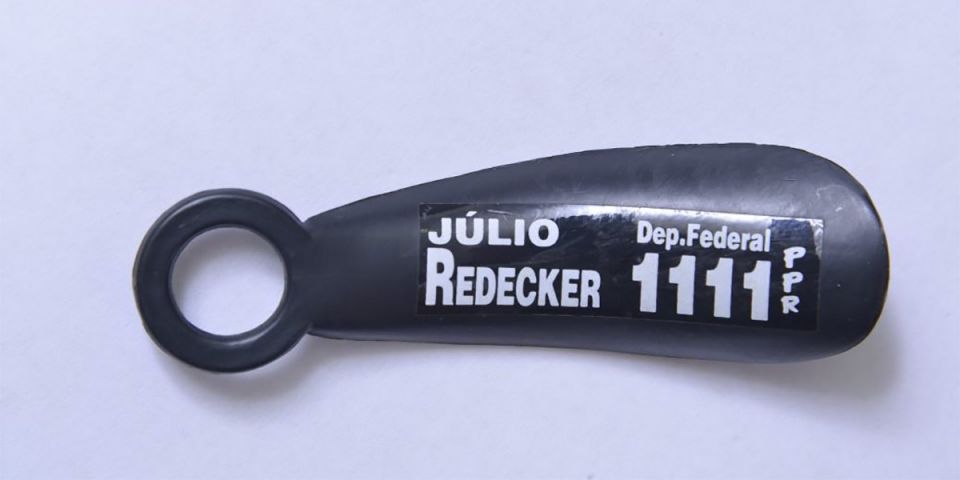 JÚLIO
REDECKER
Dep.Federal
1111
PPR